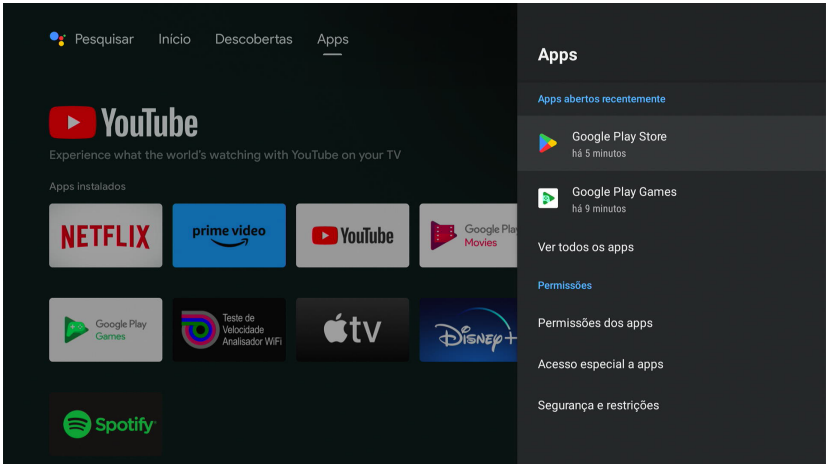 Pesquisar Início Descobertas Apps
YouTube
Experience what the world's watching with YouTube on your TV
Apps instalados
NETFLIX
prime video
YouTube
Google Play
Movies
Google Play
Games
Teste de
Velocidade
Analisador WiFi
tv
Disney+
Spotify
Apps
Apps abertos recentemente
Google Play Store
há 5 minutos
Google Play Games
há 9 minutos
Ver todos os apps
Permissões
Permissões dos apps
Acesso especial a apps
Segurança e restrições